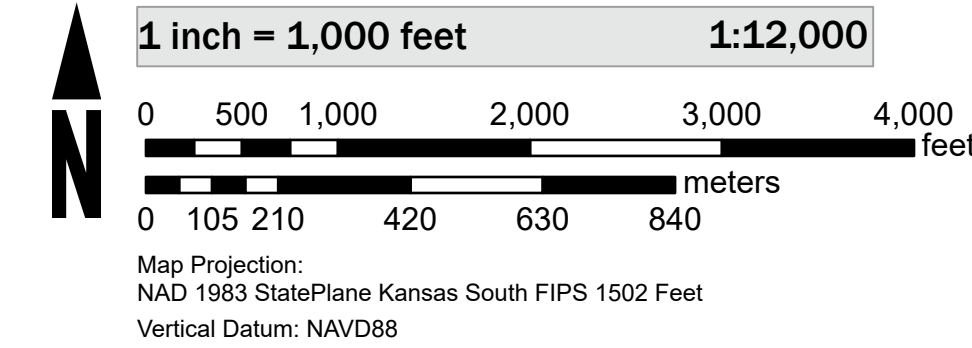 N
1 inch = 1,000 feet 1:12,000
0 500 1,000 2,000 3,000 4,000
feet
meters
0 105 210 420 630 840
Map Projection:
NAD 1983 StatePlane Kansas South FIPS 1502 Feet
Vertical Datum: NAVD88